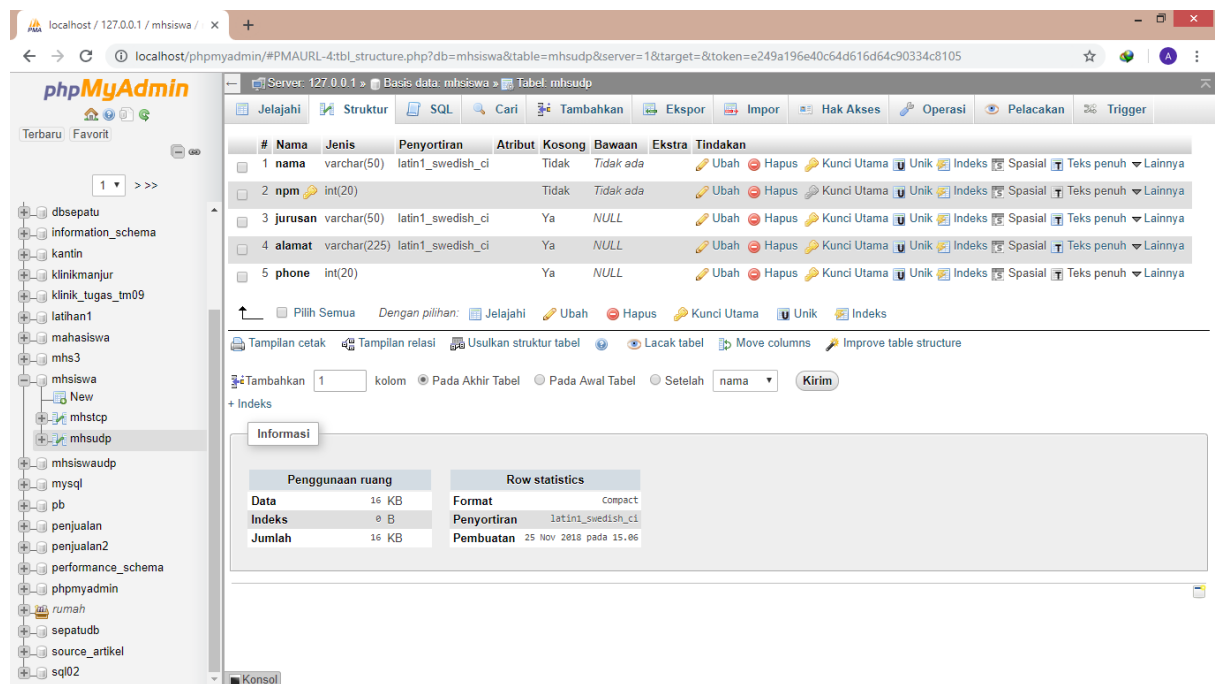 localhost / 127.0.0.1 / mhsiswa /
localhost/phpmyadmin/#PMAURL-4:tbl_structure.php?db=mhsiswa&table=mhsudp&server=1&target=&token=e249a196e40c64d616d64c90334c8105
A
phpMyAdmin
Terbaru Favorit
1 > >>
dbsepatu
information_schema
kantin
klinikmanjur
klinik_tugas_tm09
latihan1
mahasiswa
mhs3
mhsiswa
New
mhstcp
mhsudp
mhsiswaudp
mysql
pb
penjualan
penjualan2
performance_schema
phpmyadmin
rumah
sepatudb
source_artikel
sql02
Server: 127.0.0.1 » Basis data: mhsiswa » Tabel: mhsudp
Jelajahi Struktur SQL Cari Tambahkan Ekspor Impor Hak Akses Operasi Pelacakan Trigger
# Nama Jenis Penyortiran Atribut Kosong Bawaan Ekstra Tindakan
1 nama varchar(50) latin1_swedish_ci Tidak Tidak ada Ubah Hapus Kunci Utama Unik Indeks Spasial Teks penuh Lainnya
2 npm int(20) Tidak Tidak ada Ubah Hapus Kunci Utama Unik Indeks Spasial Teks penuh Lainnya
3 jurusan varchar(50) latin1_swedish_ci Ya NULL Ubah Hapus Kunci Utama Unik Indeks Spasial Teks penuh Lainnya
4 alamat varchar(225) latin1_swedish_ci Ya NULL Ubah Hapus Kunci Utama Unik Indeks Spasial Teks penuh Lainnya
5 phone int(20) Ya NULL Ubah Hapus Kunci Utama Unik Indeks Spasial Teks penuh Lainnya
Pilih Semua Dengan pilihan: Jelajahi Ubah Hapus Kunci Utama Unik Indeks
Tampilan cetak Tampilan relasi Usulkan struktur tabel Lacak tabel Move columns Improve table structure
Tambahkan 1 kolom Pada Akhir Tabel Pada Awal Tabel Setelah nama Kirim
+ Indeks
Informasi
Penggunaan ruang
Data 16 KB
Indeks 0 B
Jumlah 16 KB
Row statistics
Format Compact
Penyortiran latin1_swedish_ci
Pembuatan 25 Nov 2018 pada 15.06
Konsol